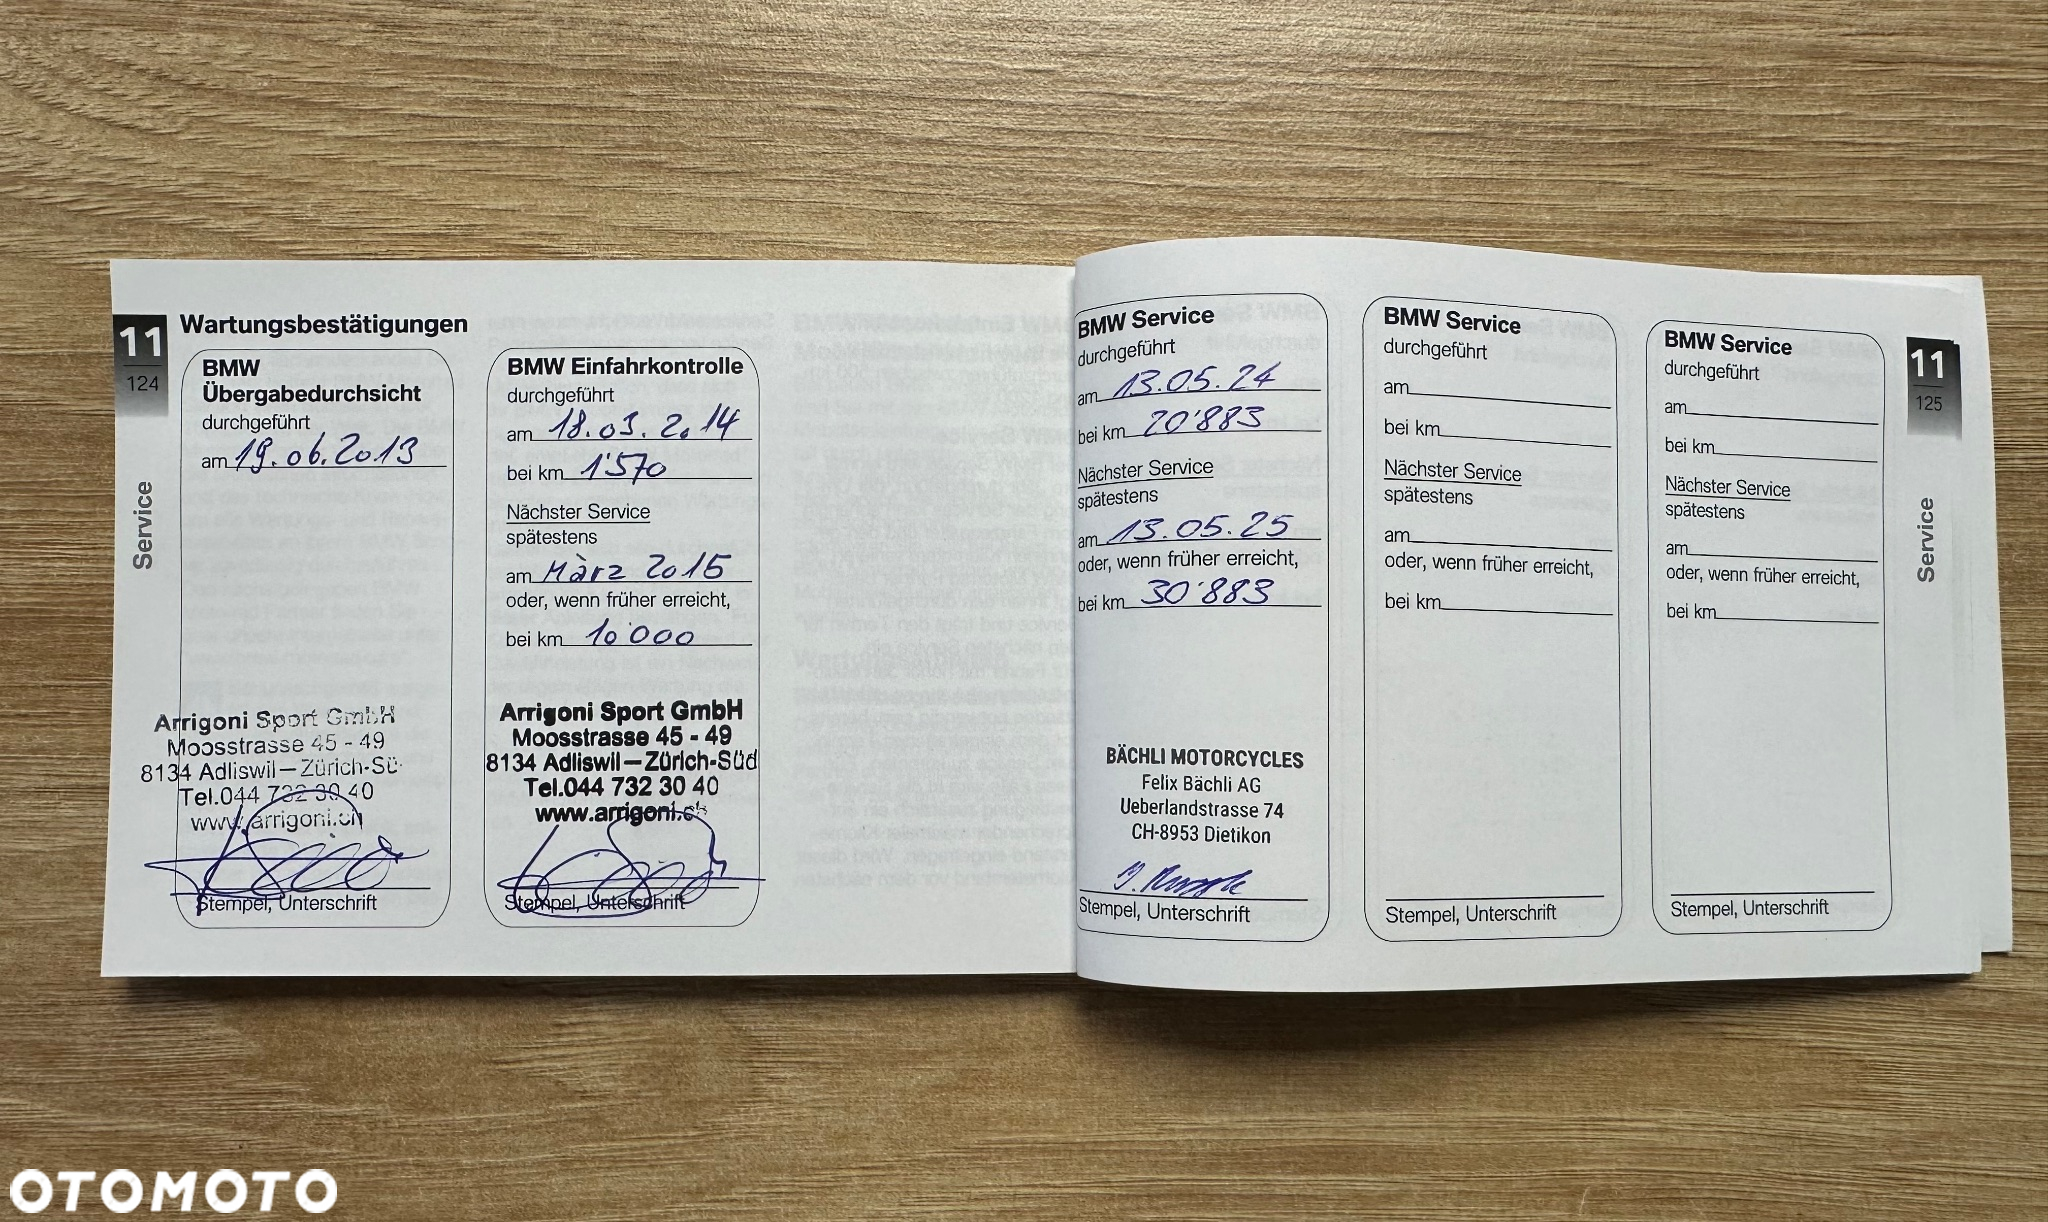 11
124
Service
Wartungsbestätigungen
BMW
Übergabedurchsicht
durchgeführt
am 19.06.2013
Arrigoni Sport GmbH
Moosstrasse 45 - 49
8134 Adliswil – Zürich-Sü
Tel.044 732 30 40
www.arrigoni.ch
Stempel, Unterschrift
BMW Einfahrkontrolle
durchgeführt
am 18.03.2014
bei km 1'570
Nächster Service
spätestens
am März 2015
oder, wenn früher erreicht,
bei km 10'000
Arrigoni Sport GmbH
Moosstrasse 45 - 49
8134 Adliswil – Zürich-Süd
Tel.044 732 30 40
www.arrigoni.ch
Stempel, Unterschrift
BMW Service
durchgeführt
am 13.05.24
bei km 20'883
Nächster Service
spätestens
am 13.05.25
oder, wenn früher erreicht,
bei km 30'883
BÄCHLI MOTORCYCLES
Felix Bächli AG
Ueberlandstrasse 74
CH-8953 Dietikon
Stempel, Unterschrift
BMW Service
durchgeführt
am
bei km
Nächster Service
spätestens
am
oder, wenn früher erreicht,
bei km
Stempel, Unterschrift
BMW Service
durchgeführt
am
bei km
Nächster Service
spätestens
am
oder, wenn früher erreicht,
bei km
Stempel, Unterschrift
11
125
Service
OTOMOTO